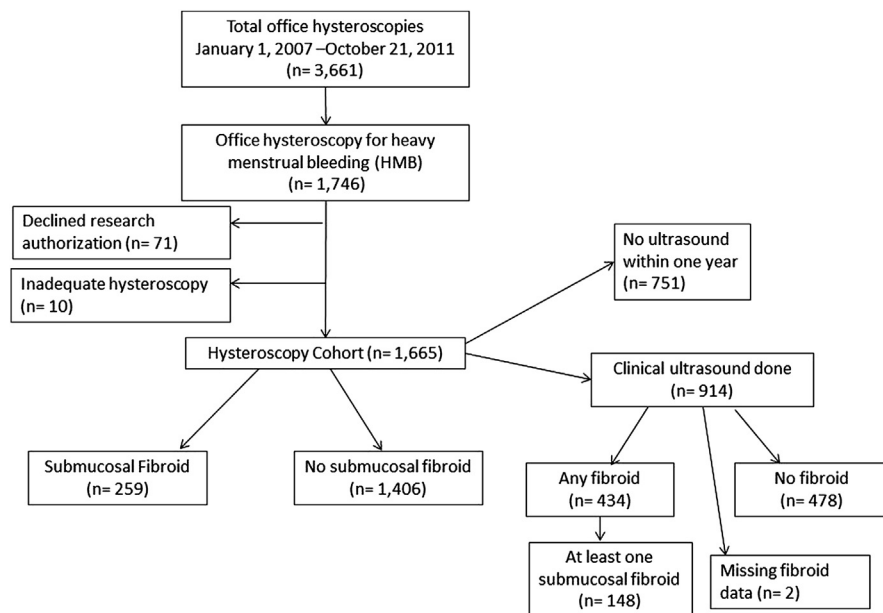 Total office hysteroscopies
January 1, 2007 –October 21, 2011
(n= 3,661)
Office hysteroscopy for heavy
menstrual bleeding (HMB)
(n= 1,746)
Declined research
authorization (n= 71)
Inadequate hysteroscopy
(n= 10)
No ultrasound
within one year
(n= 751)
Hysteroscopy Cohort (n= 1,665)
Clinical ultrasound done
(n= 914)
Submucosal Fibroid
(n= 259)
No submucosal fibroid
(n= 1,406)
Any fibroid
(n= 434)
No fibroid
(n= 478)
At least one
submucosal fibroid
(n= 148)
Missing fibroid
data (n= 2)